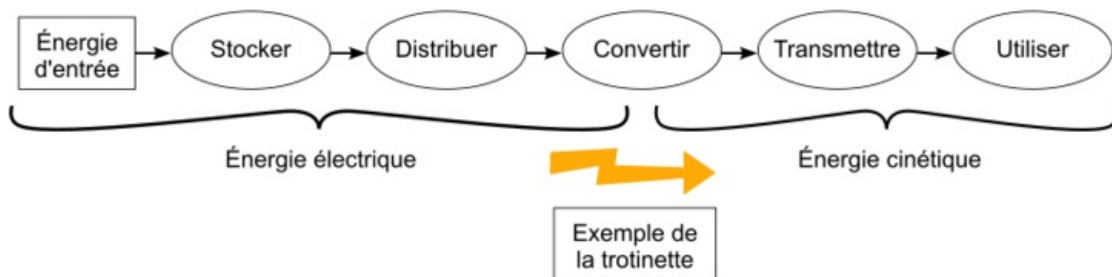 Énergie
d'entrée
Stocker
Distribuer
Convertir
Transmettre
Utiliser
Énergie électrique
Énergie cinétique
Exemple de
la trotinette